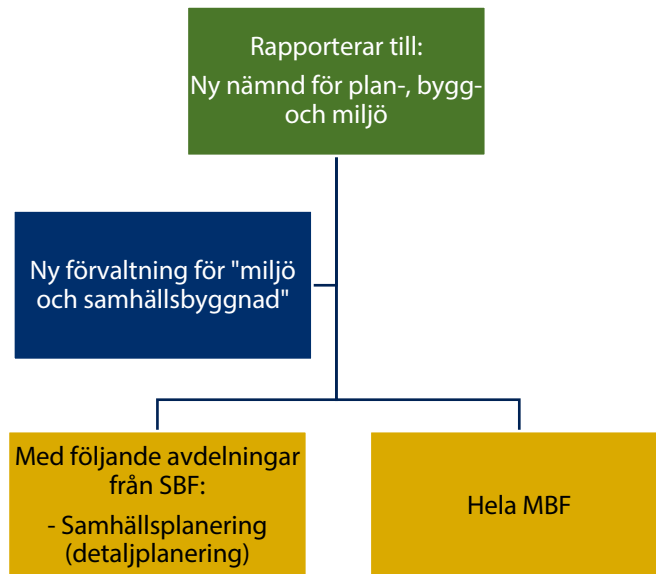 Rapporterar till:
Ny nämnd för plan-, bygg-
och miljö
Ny förvaltning för "miljö
och samhällsbyggnad"
Med följande avdelningar
från SBF:
- Samhällsplanering
(detaljplanering)
Hela MBF